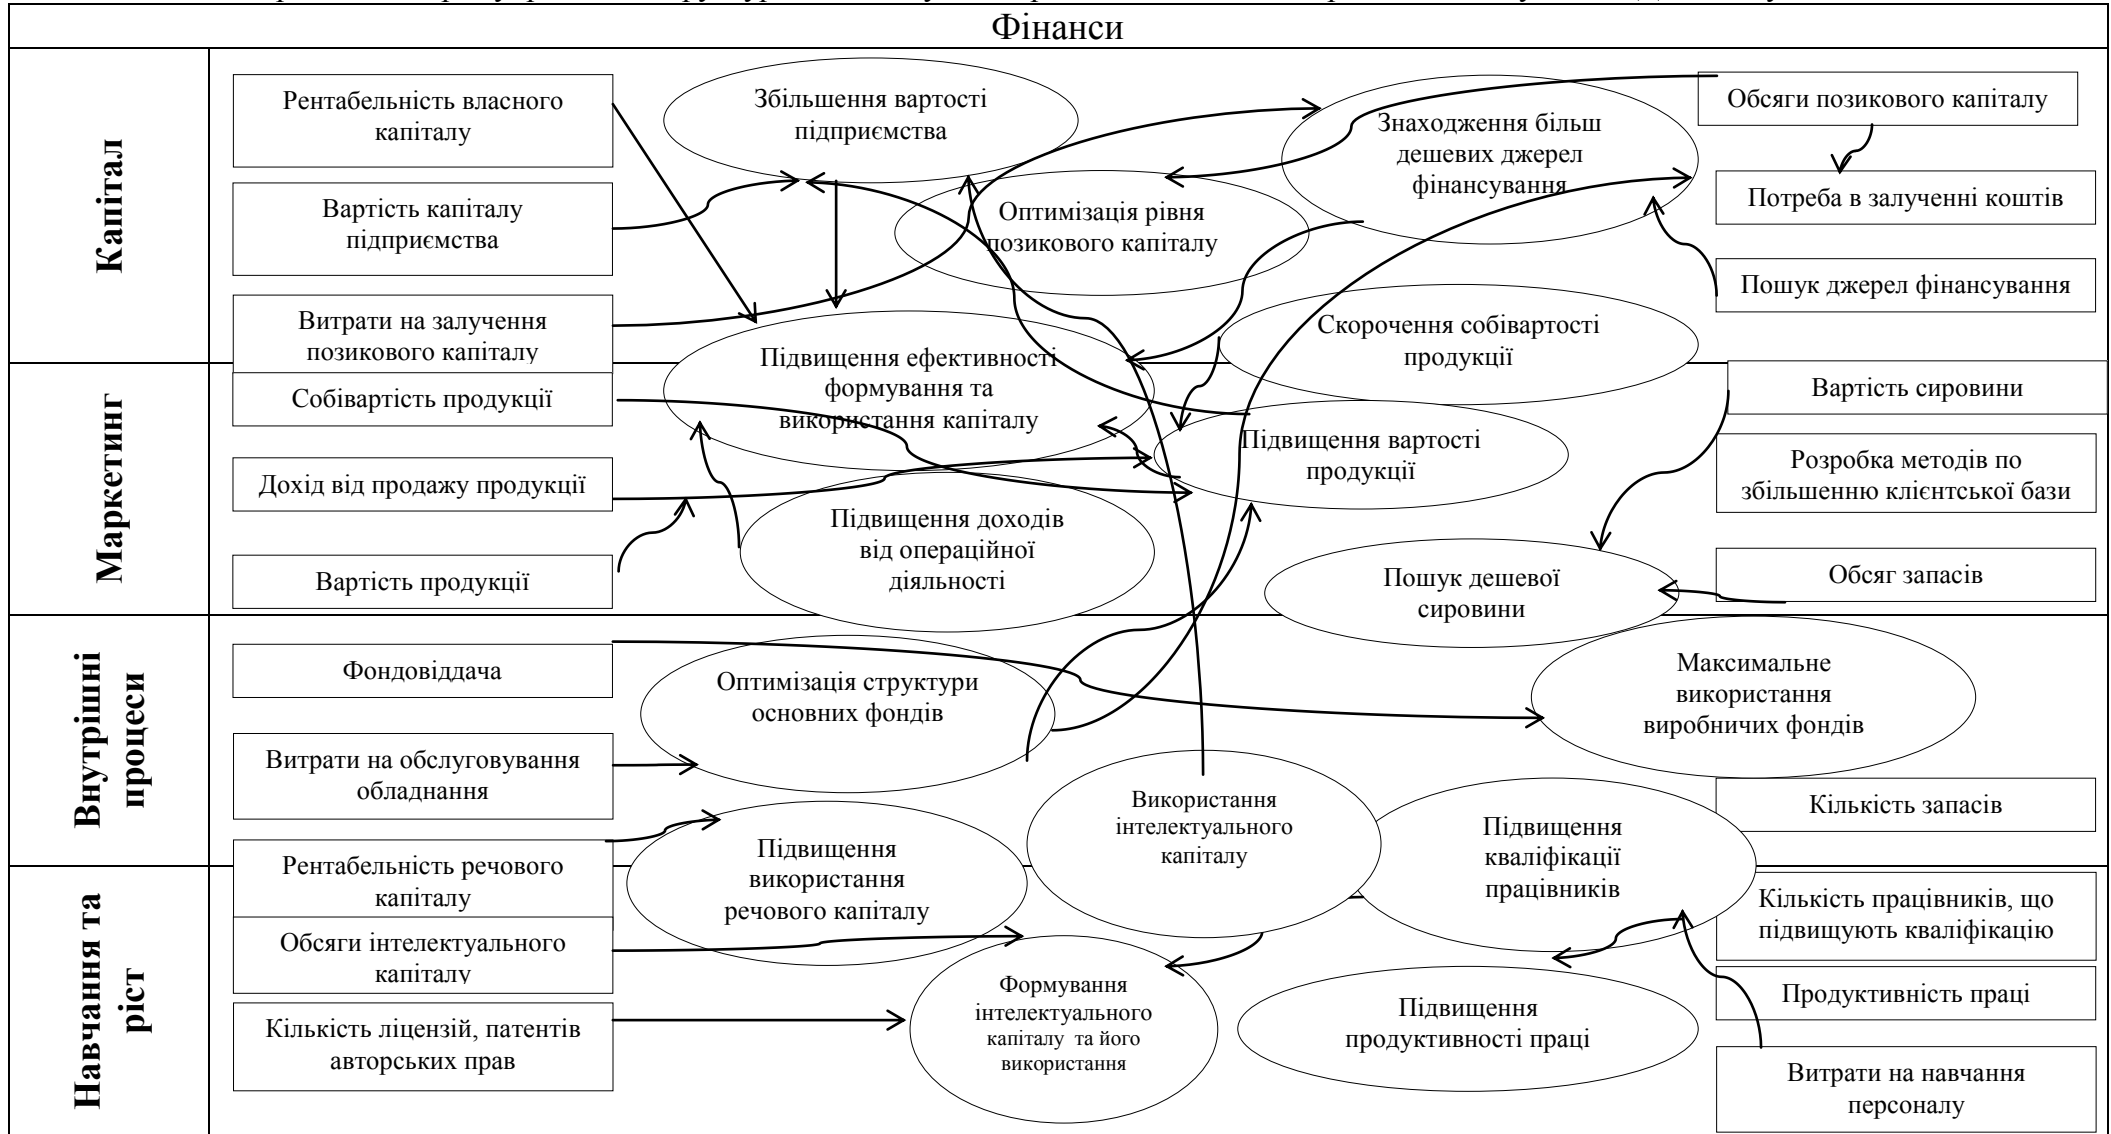 Фінанси
Капітал
Рентабельність власного
капіталу
Вартість капіталу
підприємства
Витрати на залучення
позикового капіталу
Збільшення вартості
підприємства
Оптимізація рівня
позикового капіталу
Знаходження більш
дешевих джерел
фінансування
Обсяги позикового капіталу
Потреба в залученні коштів
Пошук джерел фінансування
Скорочення собівартості
продукції
Підвищення ефективності
формування та
використання капіталу
Маркетинг
Собівартість продукції
Дохід від продажу продукції
Вартість продукції
Підвищення вартості
продукції
Підвищення доходів
від операційної
діяльності
Пошук дешевої
сировини
Вартість сировини
Розробка методів по
збільшенню клієнтської бази
Обсяг запасів
Внутрішні
процеси
Фондовіддача
Витрати на обслуговування
обладнання
Рентабельність речового
капіталу
Оптимізація структури
основних фондів
Максимальне
використання
виробничих фондів
Підвищення
використання
речового капіталу
Використання
інтелектуального
капіталу
Підвищення
кваліфікації
працівників
Кількість запасів
Навчання та
ріст
Обсяги інтелектуального
капіталу
Кількість ліцензій, патентів
авторських прав
Формування
інтелектуального
капіталу та його
використання
Підвищення
продуктивності праці
Кількість працівників, що
підвищують кваліфікацію
Продуктивність праці
Витрати на навчання
персоналу